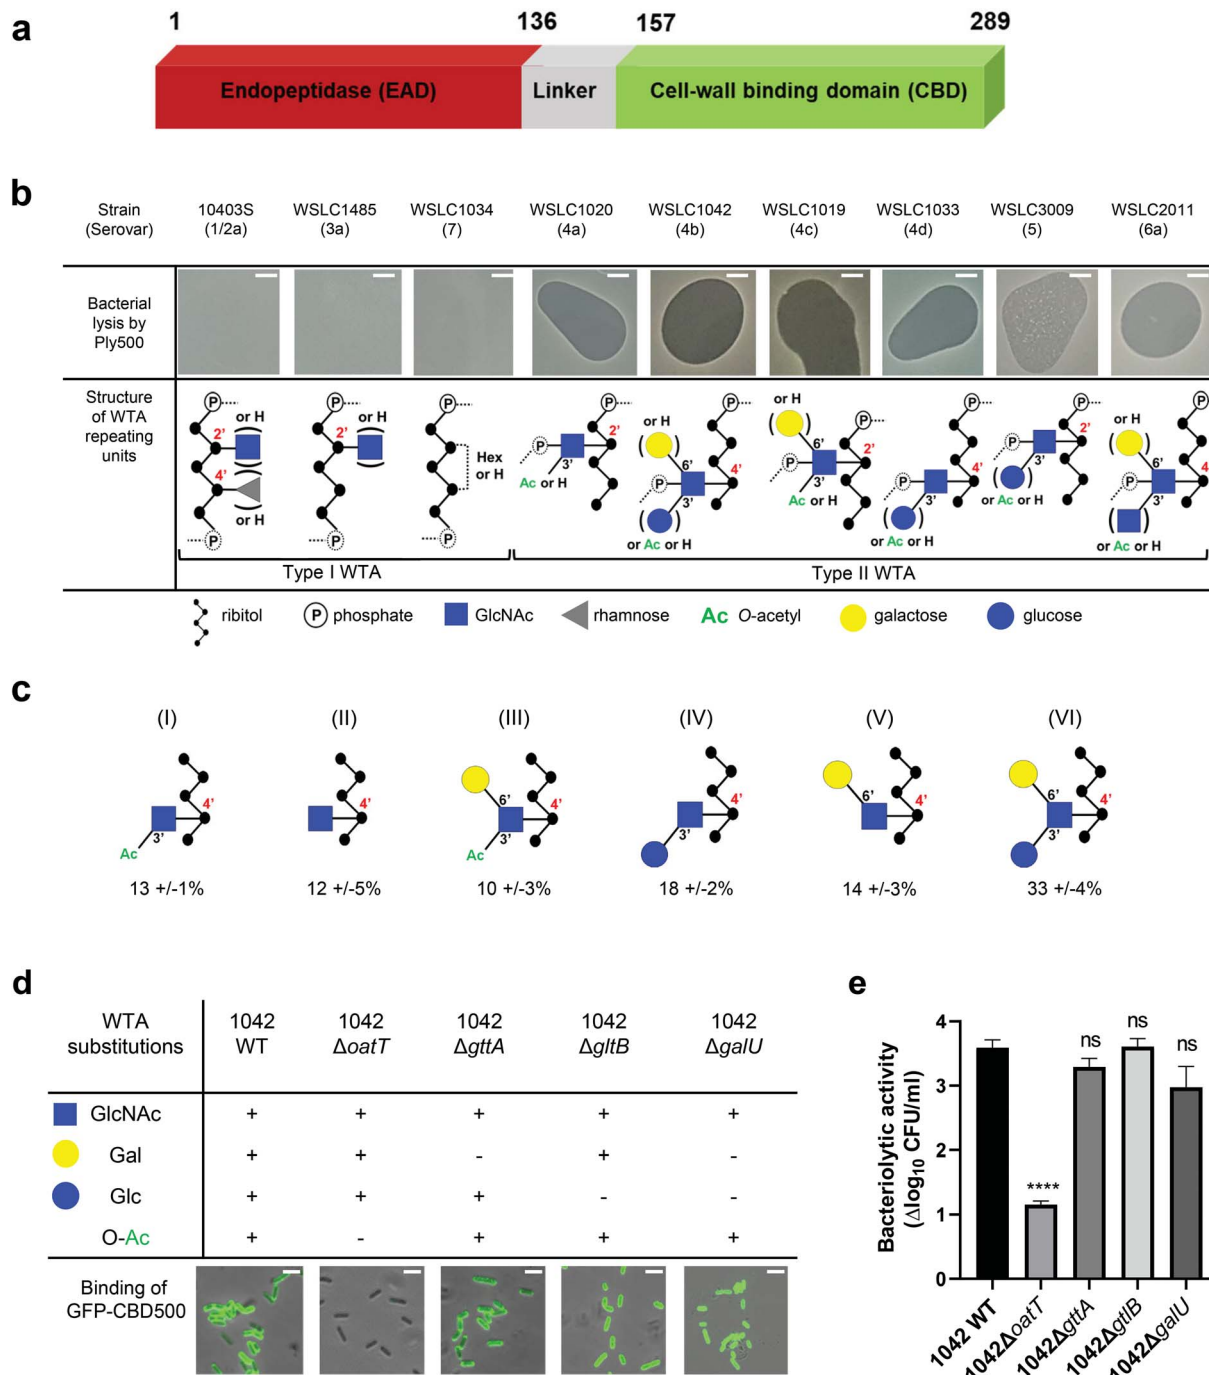 a
1 136 157 289
Endopeptidase (EAD) Linker Cell-wall binding domain (CBD)
b
Strain 10403S WSLC1485 WSLC1034 WSLC1020 WSLC1042 WSLC1019 WSLC1033 WSLC3009 WSLC2011
(Serovar) (1/2a) (3a) (7) (4a) (4b) (4c) (4d) (5) (6a)
Bacterial
lysis by
Ply500
Structure
of WTA
repeating
units
P (or H) 2' 4' (or H) P
P (or H) 2' P
P Hex or H P
P 2' P 3' Ac or H
P (or H) 6' 4' P 3' or Ac or H
P (or H) 6' 2' P 3' Ac or H
P 4' P 3' or Ac or H
P 2' P 3' or Ac or H
P (or H) 6' 4' P 3' or Ac or H
Type I WTA Type II WTA
ribitol P phosphate GlcNAc rhamnose Ac O-acetyl galactose glucose
c
(I) (II) (III) (IV) (V) (VI)
4' 3' Ac
4'
6' 4' 3' Ac
4' 3'
6' 4'
6' 4' 3'
13 +/-1% 12 +/-5% 10 +/-3% 18 +/-2% 14 +/-3% 33 +/-4%
d
WTA 1042 1042 1042 1042 1042
substitutions WT ΔoatT ΔgttA ΔgltB ΔgalU
GlcNAc + + + + +
Gal + + - + -
Glc + + + - -
O-Ac + - + + +
Binding of
GFP-CBD500
e
Bacteriolytic activity
(Δlog10 CFU/ml)
4
3
2
1
0
**** ns ns ns
1042 WT 1042ΔoatT 1042ΔgttA 1042ΔgtlB 1042ΔgalU